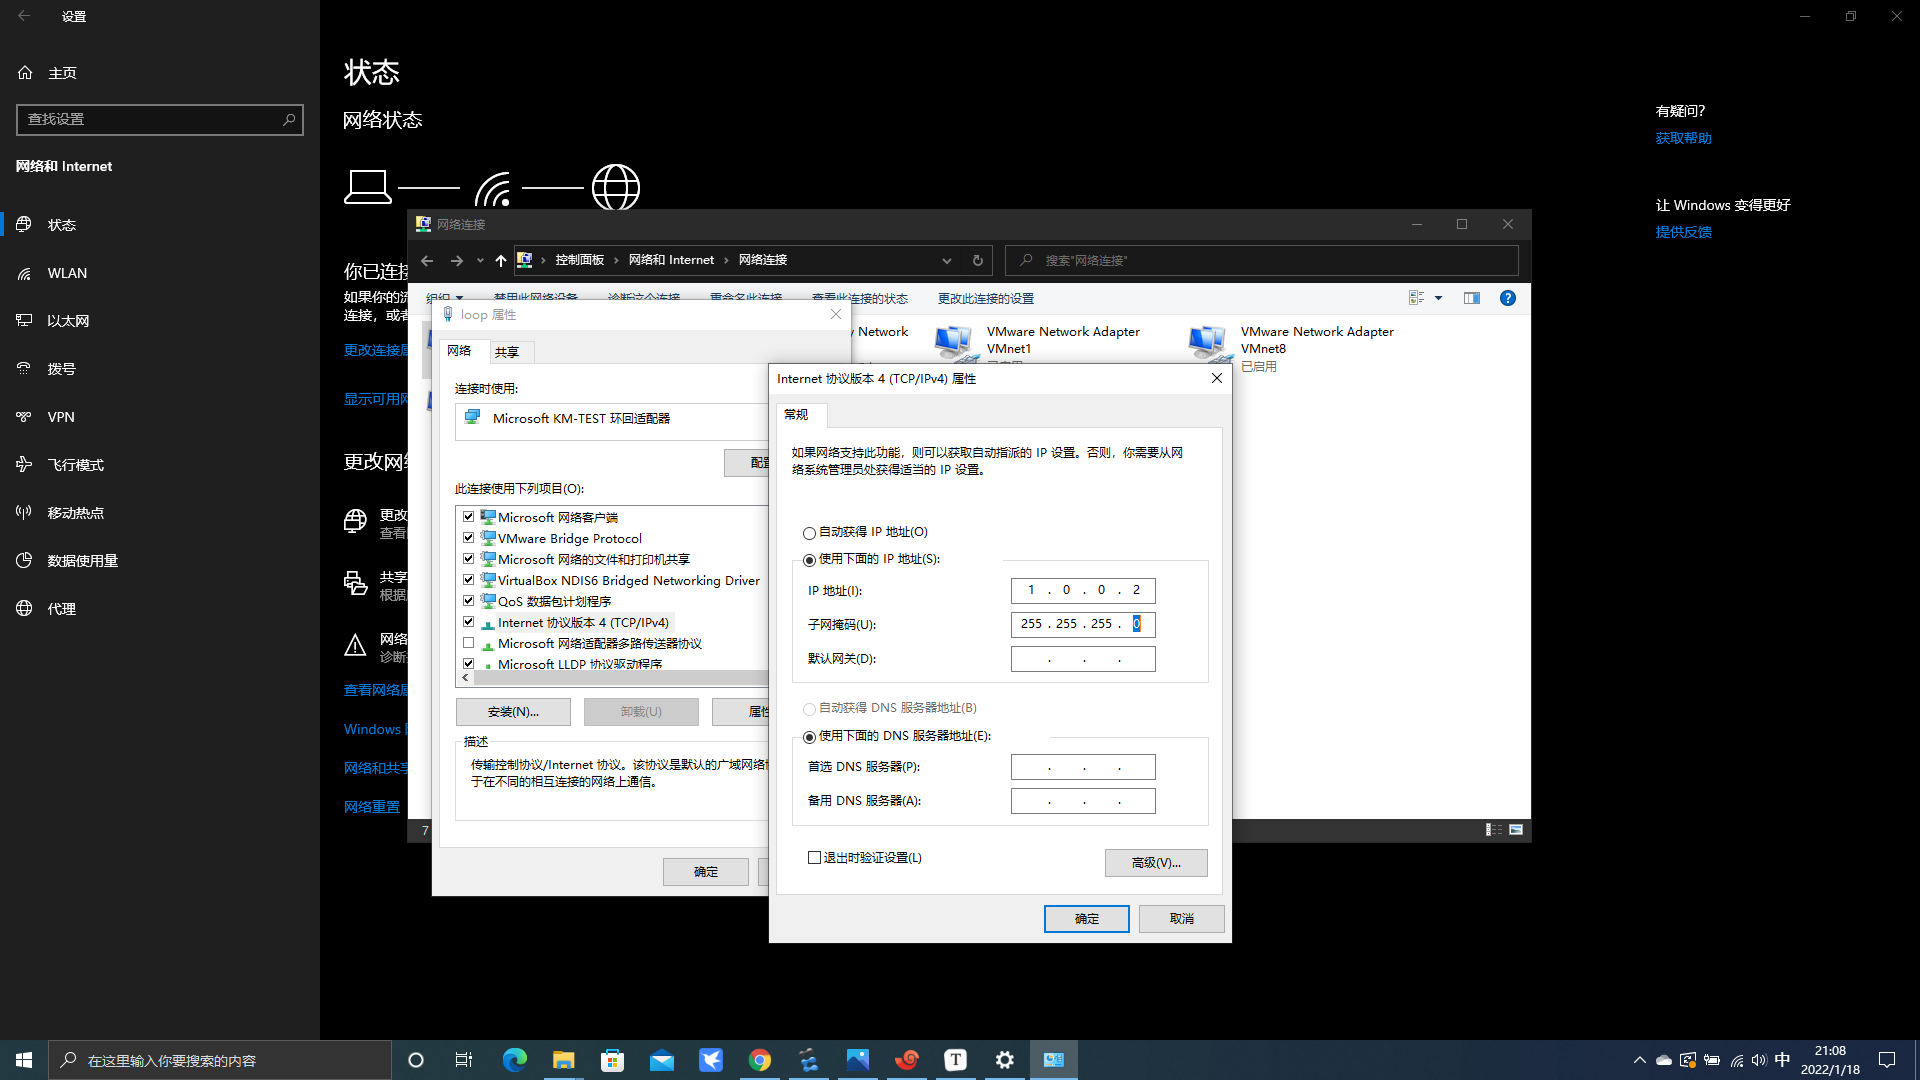 设置
主页
查找设置
网络和 Internet
状态
WLAN
以太网
拨号
VPN
飞行模式
移动热点
数据使用量
代理
状态
网络状态
你已连接
如果你的流
连接，或者
更改连接属
显示可用网
更改网络
更改
查看
共享
根据
网络
诊断
查看网络属
Windows
网络和共享
网络重置
有疑问?
获取帮助
让 Windows 变得更好
提供反馈
网络连接
控制面板 › 网络和 Internet › 网络连接
搜索"网络连接"
组织
禁用此网络设备
诊断这个连接
重命名此连接
查看此连接的状态
更改此连接的设置
y Network
VMware Network Adapter
VMnet1
已启用
VMware Network Adapter
VMnet8
已启用
7
loop 属性
网络
共享
连接时使用:
Microsoft KM-TEST 环回适配器
配置
此连接使用下列项目(O):
Microsoft 网络客户端
VMware Bridge Protocol
Microsoft 网络的文件和打印机共享
VirtualBox NDIS6 Bridged Networking Driver
QoS 数据包计划程序
Internet 协议版本 4 (TCP/IPv4)
Microsoft 网络适配器多路传送器协议
Microsoft LLDP 协议驱动程序
安装(N)...
卸载(U)
属性
描述
传输控制协议/Internet 协议。该协议是默认的广域网络
于在不同的相互连接的网络上通信。
确定
Internet 协议版本 4 (TCP/IPv4) 属性
常规
如果网络支持此功能，则可以获取自动指派的 IP 设置。否则，你需要从网
络系统管理员处获得适当的 IP 设置。
自动获得 IP 地址(O)
使用下面的 IP 地址(S):
IP 地址(I):
1 . 0 . 0 . 2
子网掩码(U):
255 . 255 . 255 . 0
默认网关(D):
. . .
自动获得 DNS 服务器地址(B)
使用下面的 DNS 服务器地址(E):
首选 DNS 服务器(P):
. . .
备用 DNS 服务器(A):
. . .
退出时验证设置(L)
高级(V)...
确定
取消
在这里输入你要搜索的内容
T
中
21:08
2022/1/18